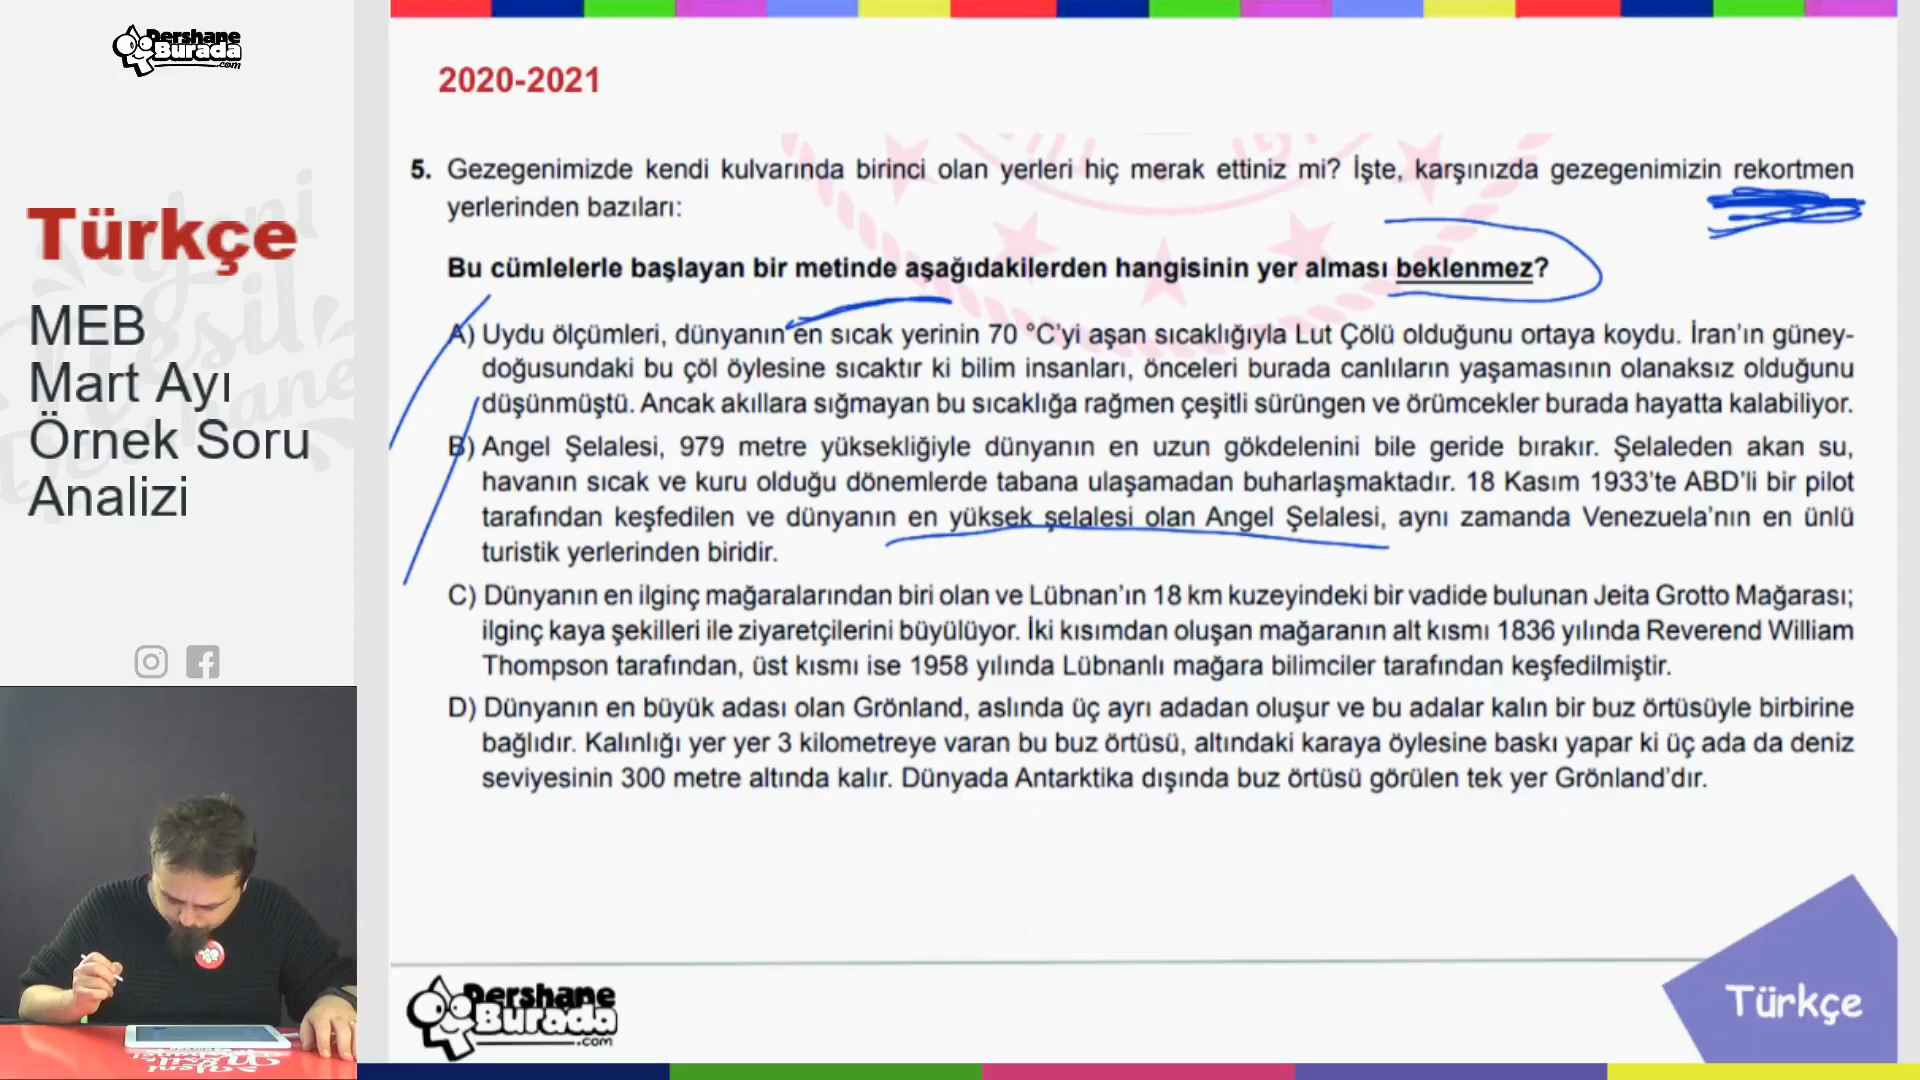 Dershane
Burada
.com
2020-2021
5. Gezegenimizde kendi kulvarında birinci olan yerleri hiç merak ettiniz mi? İşte, karşınızda gezegenimizin rekortmen
yerlerinden bazıları:
Bu cümlelerle başlayan bir metinde aşağıdakilerden hangisinin yer alması beklenmez?
A) Uydu ölçümleri, dünyanın en sıcak yerinin 70 °C'yi aşan sıcaklığıyla Lut Çölü olduğunu ortaya koydu. İran'ın güney-
doğusundaki bu çöl öylesine sıcaktır ki bilim insanları, önceleri burada canlıların yaşamasının olanaksız olduğunu
düşünmüştü. Ancak akıllara sığmayan bu sıcaklığa rağmen çeşitli sürüngen ve örümcekler burada hayatta kalabiliyor.
B) Angel Şelalesi, 979 metre yüksekliğiyle dünyanın en uzun gökdelenini bile geride bırakır. Şelaleden akan su,
havanın sıcak ve kuru olduğu dönemlerde tabana ulaşamadan buharlaşmaktadır. 18 Kasım 1933'te ABD'li bir pilot
tarafından keşfedilen ve dünyanın en yüksek şelalesi olan Angel Şelalesi, aynı zamanda Venezuela'nın en ünlü
turistik yerlerinden biridir.
C) Dünyanın en ilginç mağaralarından biri olan ve Lübnan'ın 18 km kuzeyindeki bir vadide bulunan Jeita Grotto Mağarası;
ilginç kaya şekilleri ile ziyaretçilerini büyülüyor. İki kısımdan oluşan mağaranın alt kısmı 1836 yılında Reverend William
Thompson tarafından, üst kısmı ise 1958 yılında Lübnanlı mağara bilimciler tarafından keşfedilmiştir.
D) Dünyanın en büyük adası olan Grönland, aslında üç ayrı adadan oluşur ve bu adalar kalın bir buz örtüsüyle birbirine
bağlıdır. Kalınlığı yer yer 3 kilometreye varan bu buz örtüsü, altındaki karaya öylesine baskı yapar ki üç ada da deniz
seviyesinin 300 metre altında kalır. Dünyada Antarktika dışında buz örtüsü görülen tek yer Grönland'dır.
Türkçe
MEB
Mart Ayı
Örnek Soru
Analizi
Yeni
Nesil
Dershane
Dershane
Burada
.com
Türkçe